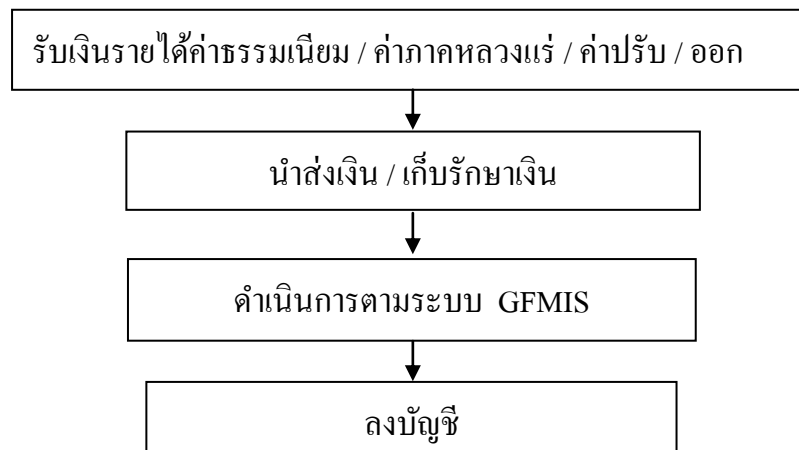 รับเงินรายได้ค่าธรรมเนียม / ค่าภาคหลวงแร่ / ค่าปรับ / ออก
นำส่งเงิน / เก็บรักษาเงิน
ดำเนินการตามระบบ GFMIS
ลงบัญชี